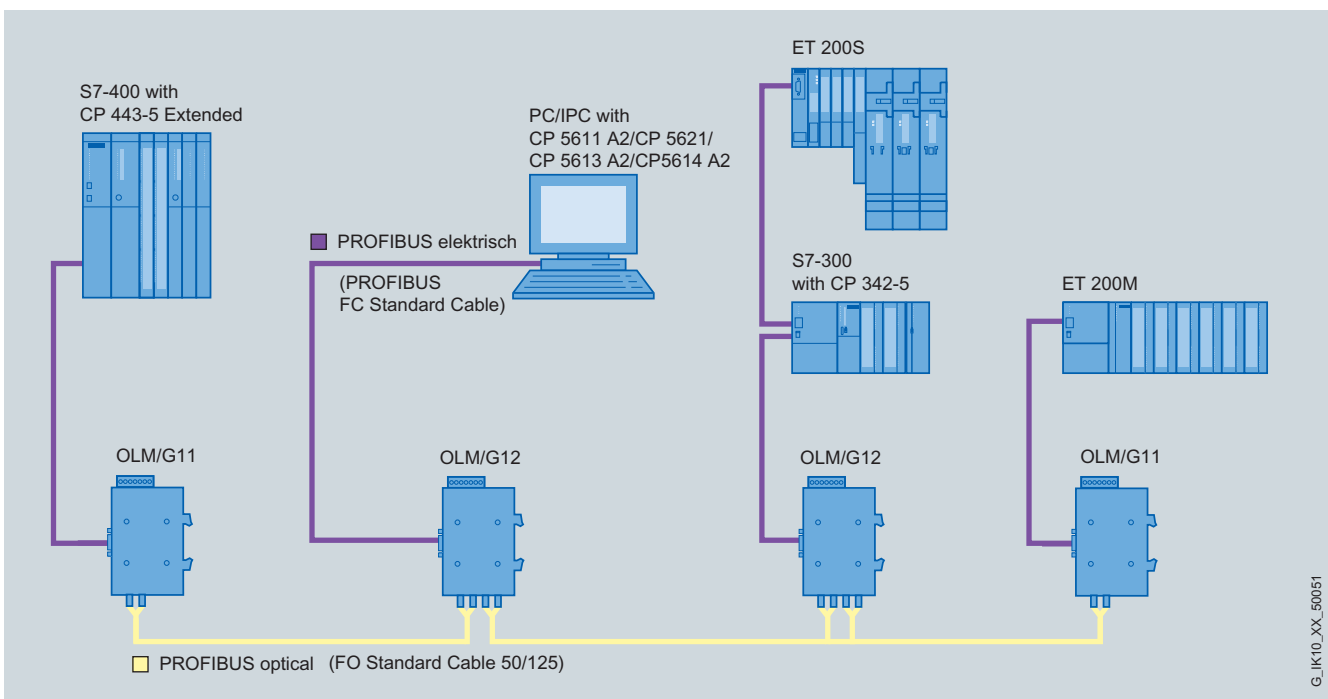 ET 200S
S7-400 with
CP 443-5 Extended
PC/IPC with
CP 5611 A2/CP 5621/
CP 5613 A2/CP5614 A2
PROFIBUS elektrisch
(PROFIBUS
FC Standard Cable)
S7-300
with CP 342-5
ET 200M
OLM/G11
OLM/G12
OLM/G12
OLM/G11
PROFIBUS optical (FO Standard Cable 50/125)
G_IK10_XX_50051